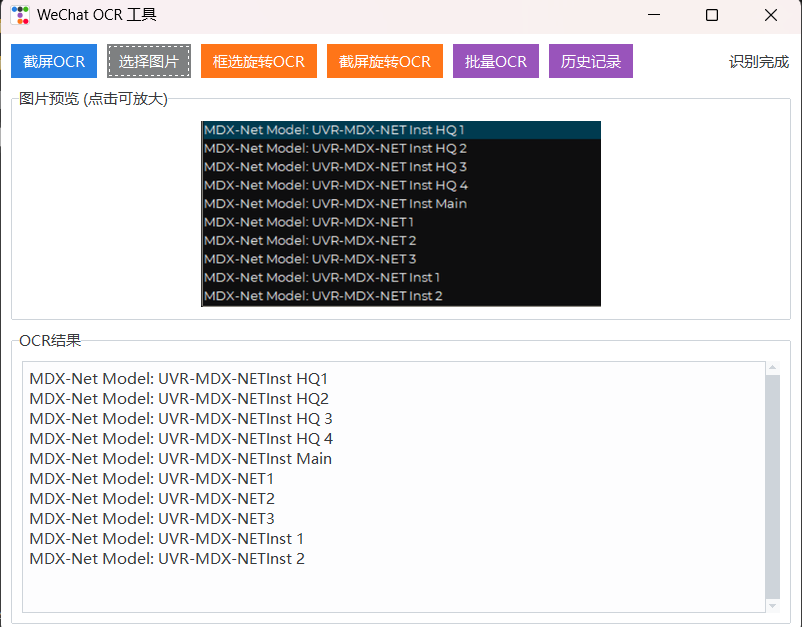 WeChat OCR 工具
截屏OCR 选择图片 框选旋转OCR 截屏旋转OCR 批量OCR 历史记录 识别完成
图片预览 (点击可放大)
MDX-Net Model: UVR-MDX-NET Inst HQ 1
MDX-Net Model: UVR-MDX-NET Inst HQ 2
MDX-Net Model: UVR-MDX-NET Inst HQ 3
MDX-Net Model: UVR-MDX-NET Inst HQ 4
MDX-Net Model: UVR-MDX-NET Inst Main
MDX-Net Model: UVR-MDX-NET 1
MDX-Net Model: UVR-MDX-NET 2
MDX-Net Model: UVR-MDX-NET 3
MDX-Net Model: UVR-MDX-NET Inst 1
MDX-Net Model: UVR-MDX-NET Inst 2
OCR结果
MDX-Net Model: UVR-MDX-NETInst HQ1
MDX-Net Model: UVR-MDX-NETInst HQ2
MDX-Net Model: UVR-MDX-NETInst HQ 3
MDX-Net Model: UVR-MDX-NETInst HQ 4
MDX-Net Model: UVR-MDX-NETInst Main
MDX-Net Model: UVR-MDX-NET1
MDX-Net Model: UVR-MDX-NET2
MDX-Net Model: UVR-MDX-NET3
MDX-Net Model: UVR-MDX-NETInst 1
MDX-Net Model: UVR-MDX-NETInst 2